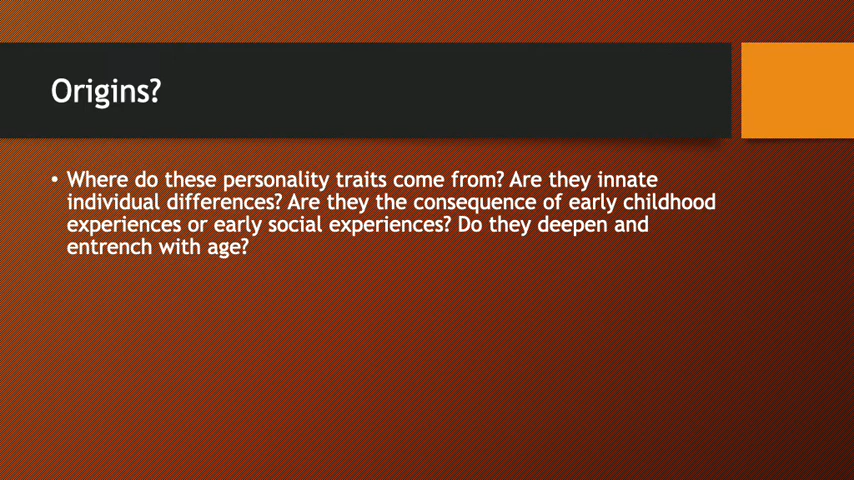 Origins?
• Where do these personality traits come from? Are they innate
individual differences? Are they the consequence of early childhood
experiences or early social experiences? Do they deepen and
entrench with age?